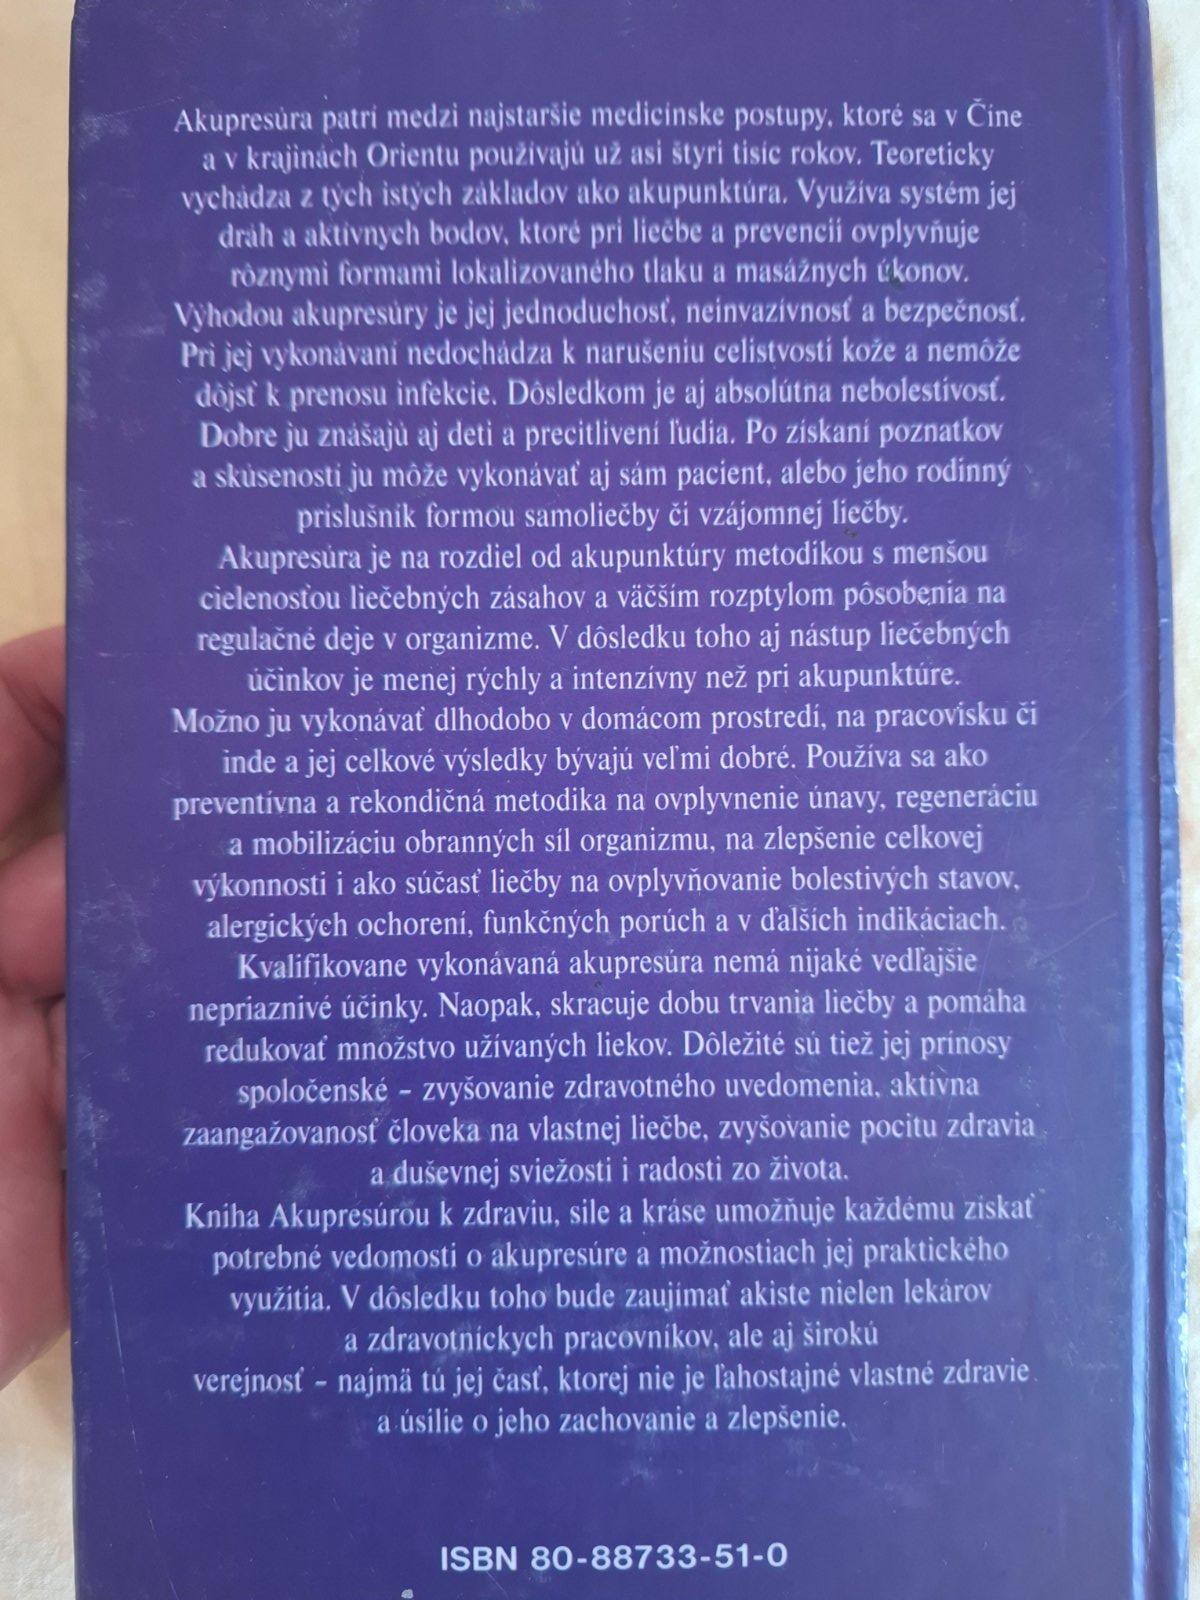 Akupresúra patrí medzi najstaršie medicínske postupy, ktoré sa v Číne
a v krajinách Orientu používajú už asi štyri tisíc rokov. Teoreticky
vychádza z tých istých základov ako akupunktúra. Využíva systém jej
dráh a aktívnych bodov, ktoré pri liečbe a prevencii ovplyvňuje
rôznymi formami lokalizovaného tlaku a masážnych úkonov.
Výhodou akupresúry je jej jednoduchosť, neinvazívnosť a bezpečnosť.
Pri jej vykonávaní nedochádza k narušeniu celistvosti kože a nemôže
dôjsť k prenosu infekcie. Dôsledkom je aj absolútna nebolestivosť.
Dobre ju znášajú aj deti a precitlivení ľudia. Po získaní poznatkov
a skúseností ju môže vykonávať aj sám pacient, alebo jeho rodinný
príslušník formou samoliečby či vzájomnej liečby.
Akupresúra je na rozdiel od akupunktúry metodikou s menšou
cielenosťou liečebných zásahov a väčším rozptylom pôsobenia na
regulačné deje v organizme. V dôsledku toho aj nástup liečebných
účinkov je menej rýchly a intenzívny než pri akupunktúre.
Možno ju vykonávať dlhodobo v domácom prostredí, na pracovisku či
inde a jej celkové výsledky bývajú veľmi dobré. Používa sa ako
preventívna a rekondičná metodika na ovplyvnenie únavy, regeneráciu
a mobilizáciu obranných síl organizmu, na zlepšenie celkovej
výkonnosti i ako súčasť liečby na ovplyvňovanie bolestivých stavov,
alergických ochorení, funkčných porúch a v ďalších indikáciach.
Kvalifikovane vykonávaná akupresúra nemá nijaké vedľajšie
nepriaznivé účinky. Naopak, skracuje dobu trvania liečby a pomáha
redukovať množstvo užívaných liekov. Dôležité sú tiež jej prínosy
spoločenské – zvyšovanie zdravotného uvedomenia, aktívna
zaangažovanosť človeka na vlastnej liečbe, zvyšovanie pocitu zdravia
a duševnej sviežosti i radosti zo života.
Kniha Akupresúrou k zdraviu, sile a kráse umožňuje každému získať
potrebné vedomosti o akupresúre a možnostiach jej praktického
využitia. V dôsledku toho bude zaujímať akiste nielen lekárov
a zdravotníckych pracovníkov, ale aj širokú
verejnosť – najmä tú jej časť, ktorej nie je ľahostajné vlastné zdravie
a úsilie o jeho zachovanie a zlepšenie.
ISBN 80-88733-51-0